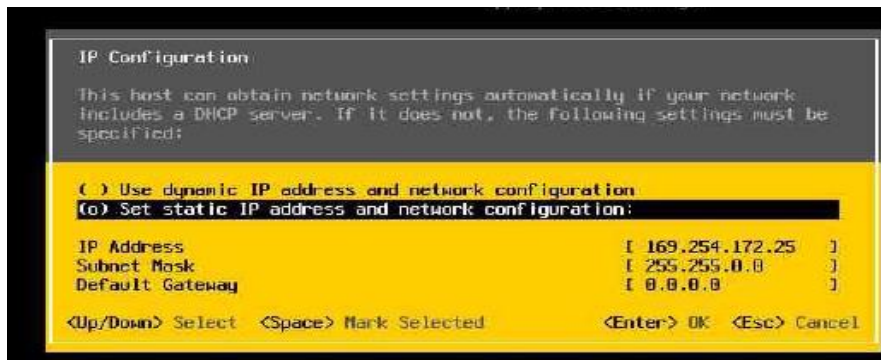 IP Configuration
This host can obtain network settings automatically if your network
includes a DHCP server. If it does not, the following settings must be
specified:
( ) Use dynamic IP address and network configuration
(o) Set static IP address and network configuration:
IP Address [ 169.254.172.25 ]
Subnet Mask [ 255.255.0.0 ]
Default Gateway [ 0.0.0.0 ]
<Up/Down> Select <Space> Mark Selected <Enter> OK <Esc> Cancel